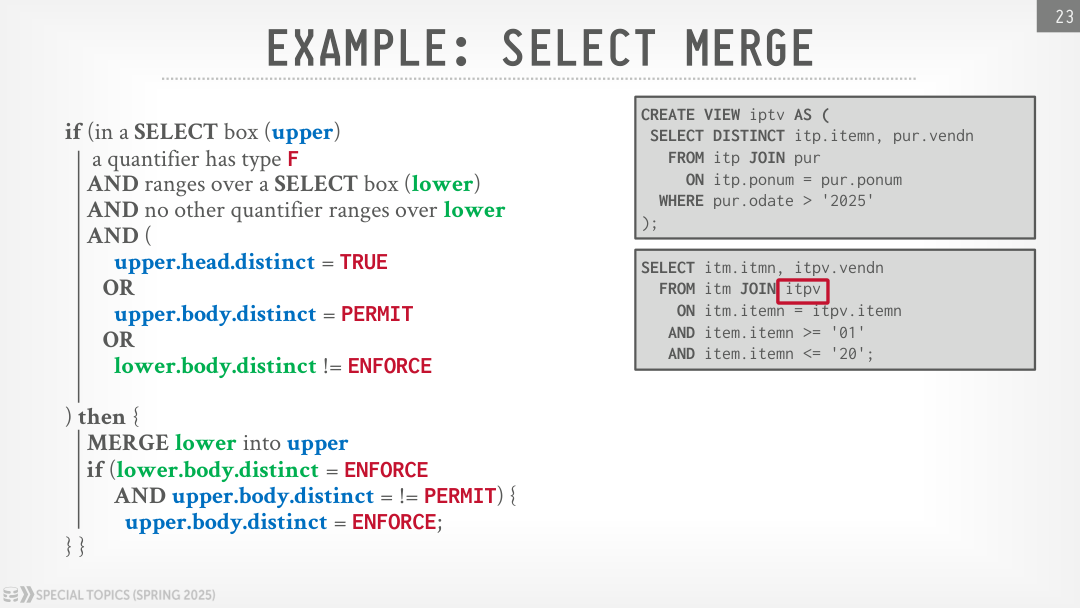 23
EXAMPLE: SELECT MERGE
if (in a SELECT box (upper)
a quantifier has type F
AND ranges over a SELECT box (lower)
AND no other quantifier ranges over lower
AND (
upper.head.distinct = TRUE
OR
upper.body.distinct = PERMIT
OR
lower.body.distinct != ENFORCE
) then {
MERGE lower into upper
if (lower.body.distinct = ENFORCE
AND upper.body.distinct = != PERMIT) {
upper.body.distinct = ENFORCE;
} }
CREATE VIEW iptv AS (
SELECT DISTINCT itp.itemn, pur.vendn
FROM itp JOIN pur
ON itp.ponum = pur.ponum
WHERE pur.odate > '2025'
);
SELECT itm.itmn, itpv.vendn
FROM itm JOIN itpv
ON itm.itemn = itpv.itemn
AND item.itemn >= '01'
AND item.itemn <= '20';
SPECIAL TOPICS (SPRING 2025)